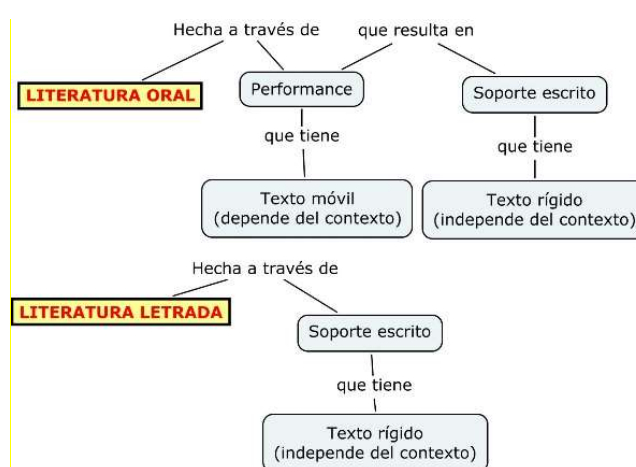 Hecha a través de
que resulta en
LITERATURA ORAL
Performance
Soporte escrito
que tiene
que tiene
Texto móvil
(depende del contexto)
Texto rígido
(independe del contexto)
Hecha a través de
LITERATURA LETRADA
Soporte escrito
que tiene
Texto rígido
(independe del contexto)